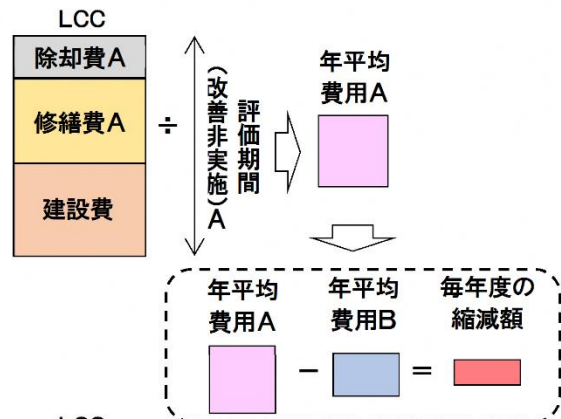 LCC
除却費A
修繕費A
建設費
÷
評価期間
(改善非実施)A
年平均
費用A
年平均
費用A
−
年平均
費用B
=
毎年度の
縮減額
LCC